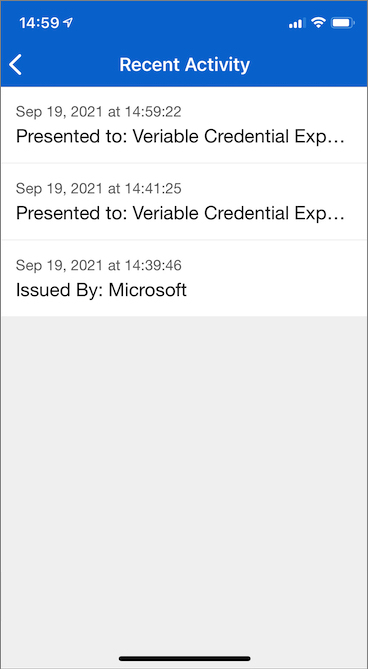 14:59
Recent Activity
Sep 19, 2021 at 14:59:22
Presented to: Veriable Credential Exp...
Sep 19, 2021 at 14:41:25
Presented to: Veriable Credential Exp...
Sep 19, 2021 at 14:39:46
Issued By: Microsoft